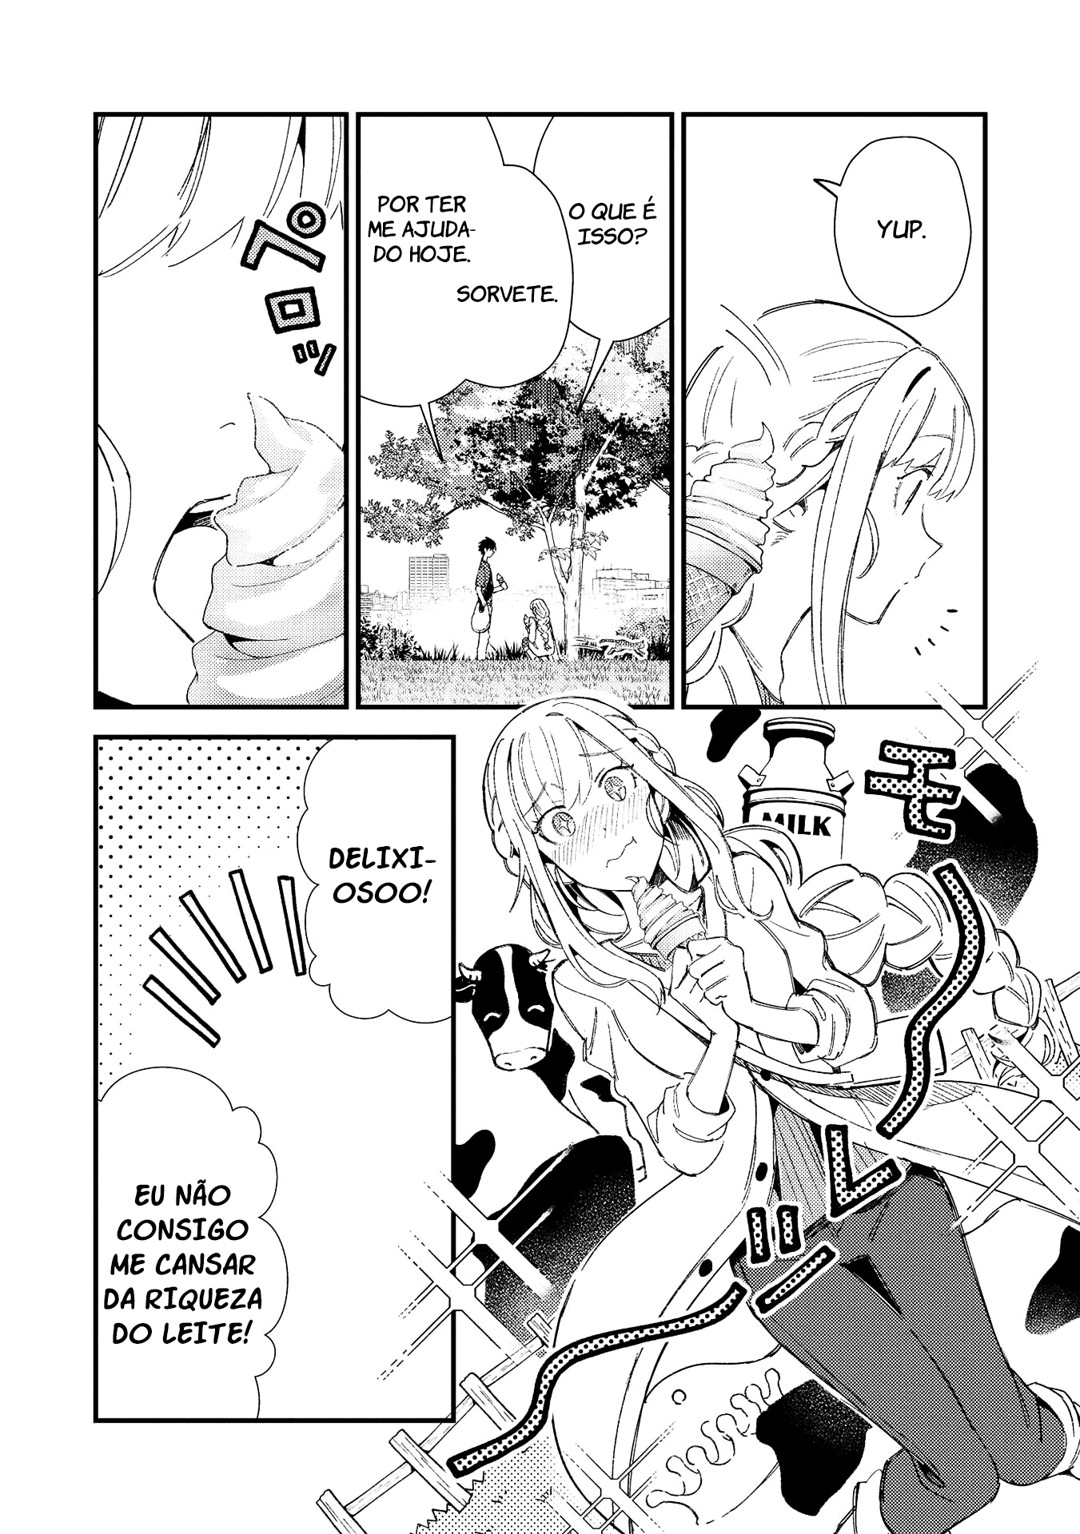 YUP.
O QUE É
ISSO?
POR TER
ME AJUDA-
DO HOJE.
SORVETE.
ペロッ
MILK
モ〜
レ〜
DELIXI-
OSOO!
EU NÃO
CONSIGO
ME CANSAR
DA RIQUEZA
DO LEITE!